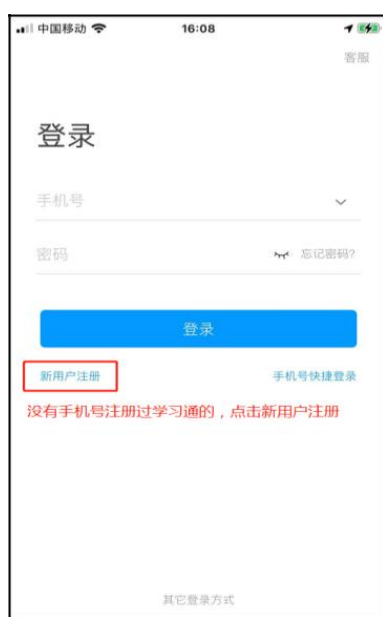 中国移动 16:08
客服
登录
手机号
密码 忘记密码?
登录
新用户注册 手机号快捷登录
没有手机号注册过学习通的，点击新用户注册
其它登录方式